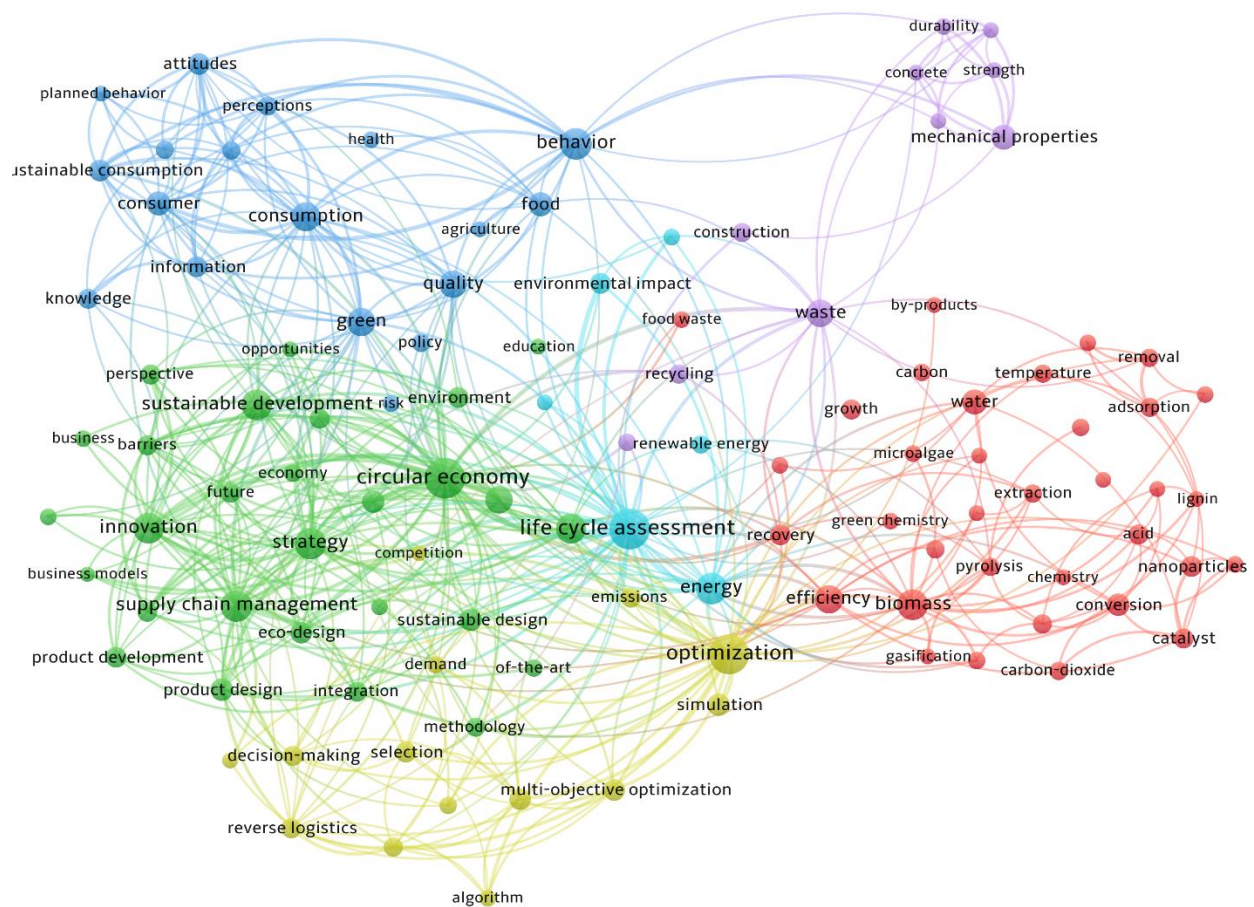 durability
attitudes
concrete
strength
planned behavior
perceptions
health
behavior
mechanical properties
ustainable consumption
consumer
consumption
food
agriculture
construction
information
quality
environmental impact
knowledge
green
food waste
waste
by-products
opportunities
policy
education
perspective
recycling
carbon
temperature
removal
sustainable development
risk
environment
growth
water
adsorption
business
barriers
renewable energy
microalgae
economy
circular economy
future
extraction
lignin
innovation
strategy
competition
life cycle assessment
recovery
green chemistry
acid
business models
pyrolysis
chemistry
nanoparticles
supply chain management
emissions
energy
efficiency
biomass
conversion
eco-design
sustainable design
catalyst
product development
demand
of-the-art
optimization
gasification
carbon-dioxide
product design
integration
simulation
methodology
decision-making
selection
multi-objective optimization
reverse logistics
algorithm